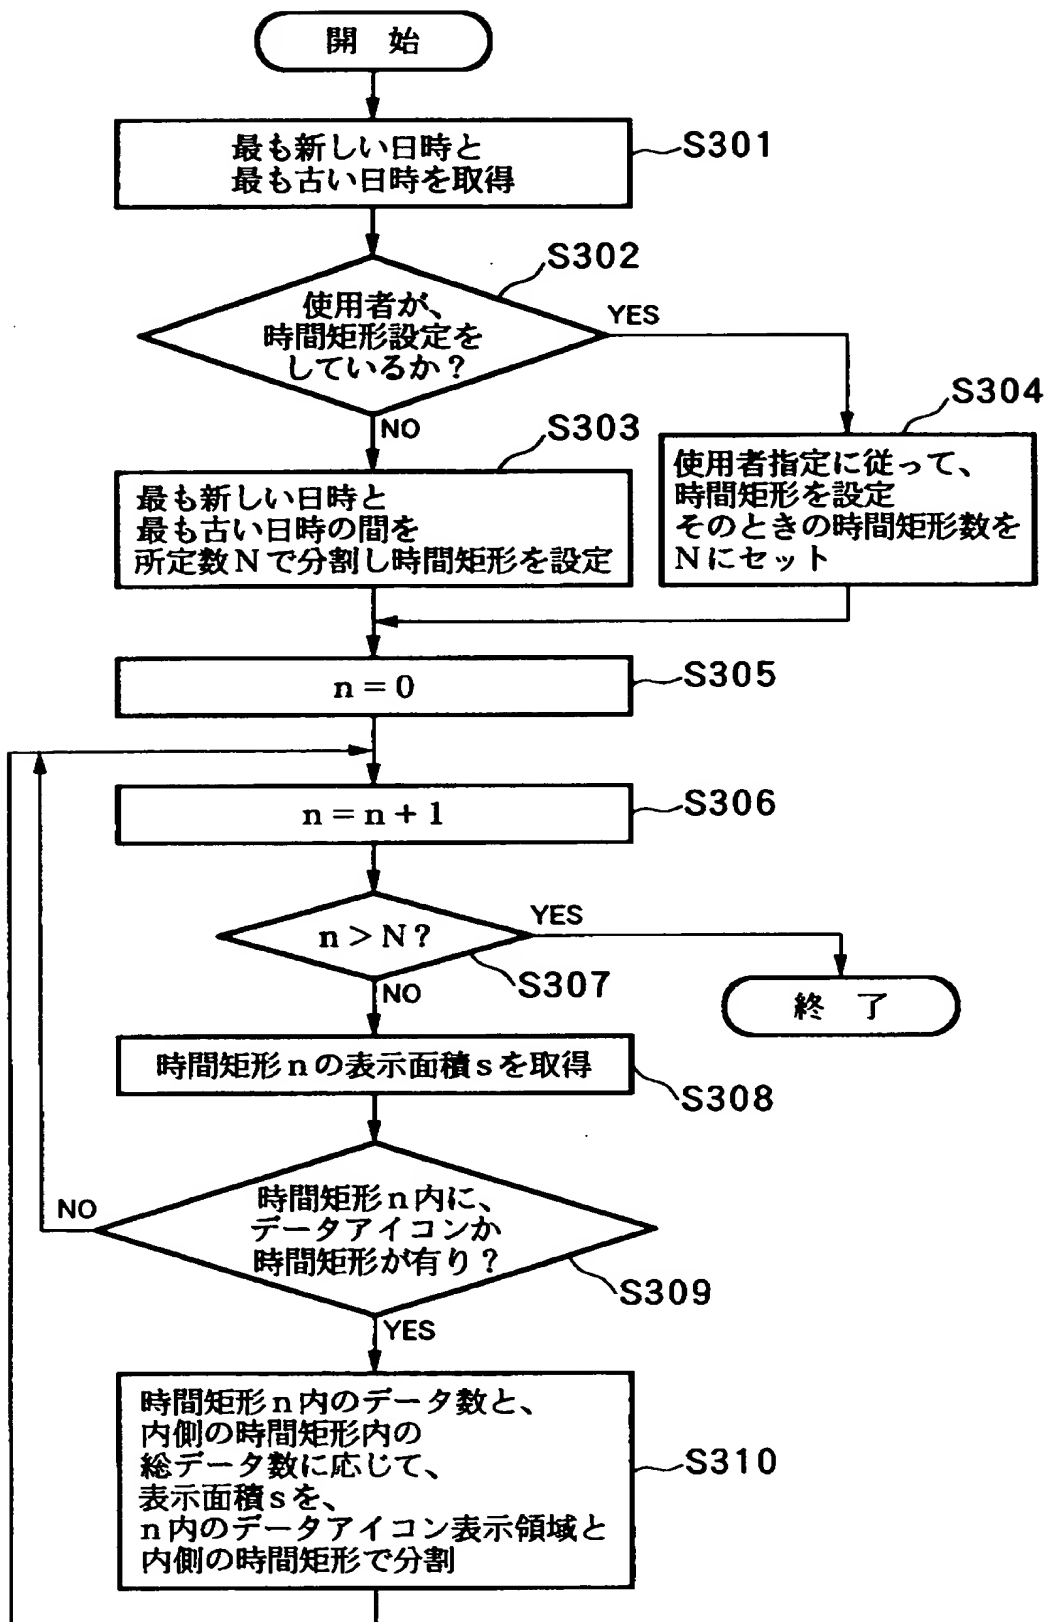 開 始
最も新しい日時と
最も古い日時を取得
S301
S302
使用者が、
時間矩形設定を
しているか？
YES
NO
S303
S304
最も新しい日時と
最も古い日時の間を
所定数Nで分割し時間矩形を設定
使用者指定に従って、
時間矩形を設定
そのときの時間矩形数を
Nにセット
n = 0
S305
n = n + 1
S306
n > N ?
YES
S307
NO
終 了
時間矩形nの表示面積sを取得
S308
時間矩形n内に、
データアイコンか
時間矩形が有り？
NO
S309
YES
時間矩形n内のデータ数と、
内側の時間矩形内の
総データ数に応じて、
表示面積sを、
n内のデータアイコン表示領域と
内側の時間矩形で分割
S310